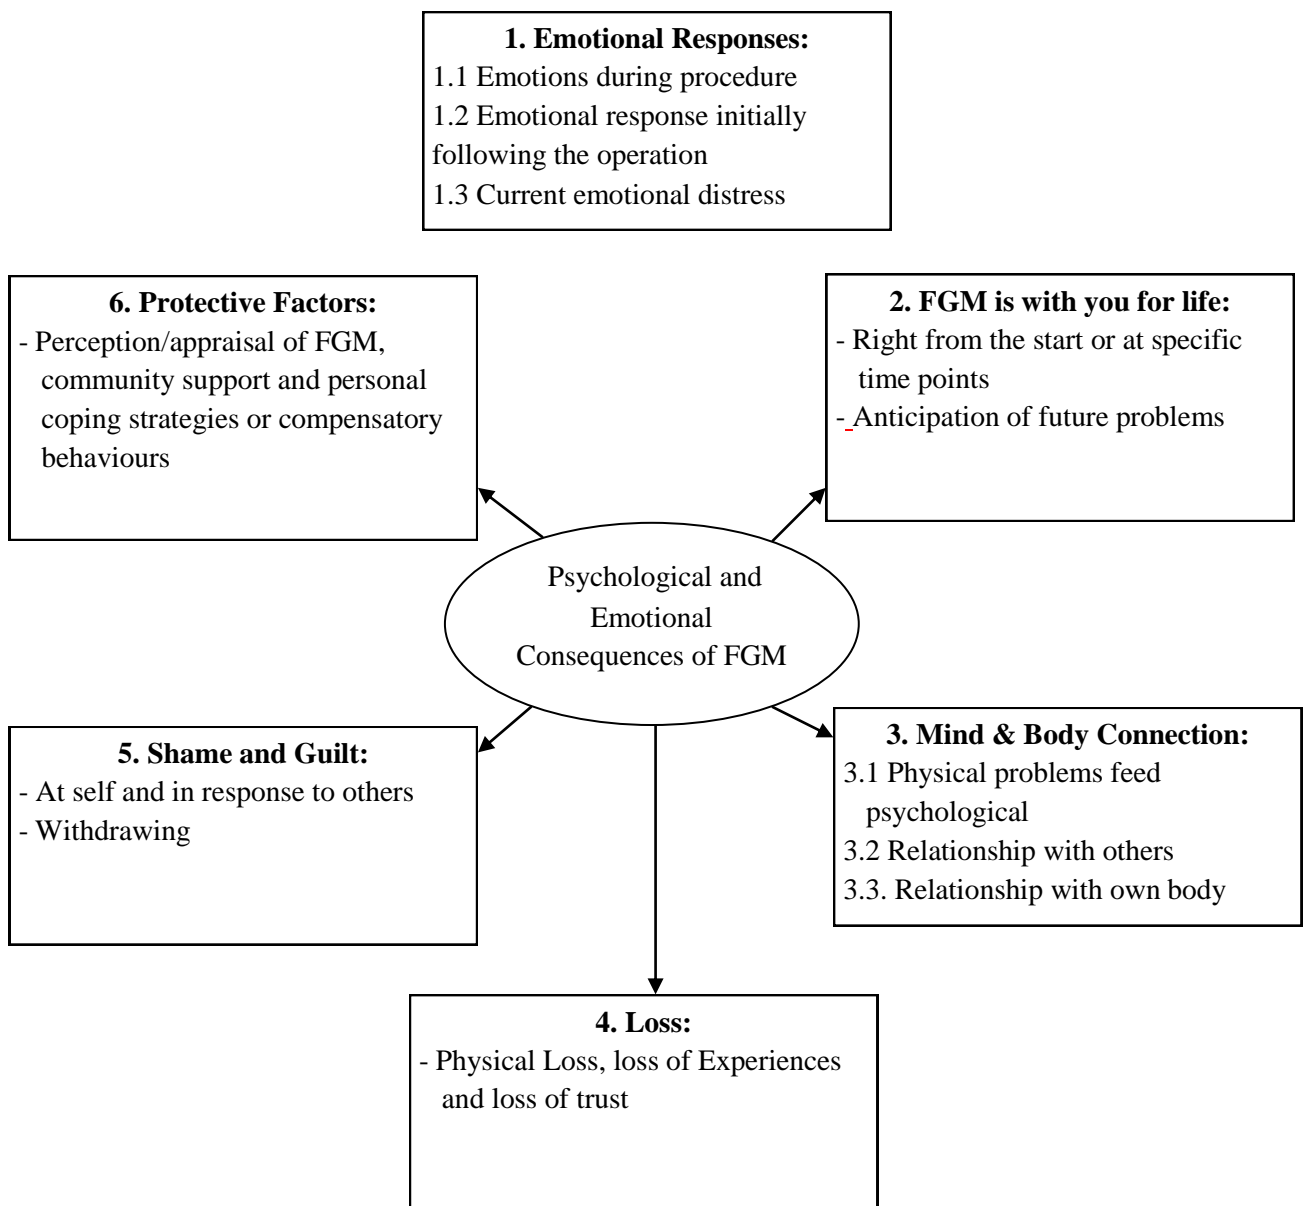 1. Emotional Responses:
1.1 Emotions during procedure
1.2 Emotional response initially
following the operation
1.3 Current emotional distress
6. Protective Factors:
- Perception/appraisal of FGM,
community support and personal
coping strategies or compensatory
behaviours
2. FGM is with you for life:
- Right from the start or at specific
time points
- Anticipation of future problems
Psychological and
Emotional
Consequences of FGM
5. Shame and Guilt:
- At self and in response to others
- Withdrawing
3. Mind & Body Connection:
3.1 Physical problems feed
psychological
3.2 Relationship with others
3.3. Relationship with own body
4. Loss:
- Physical Loss, loss of Experiences
and loss of trust